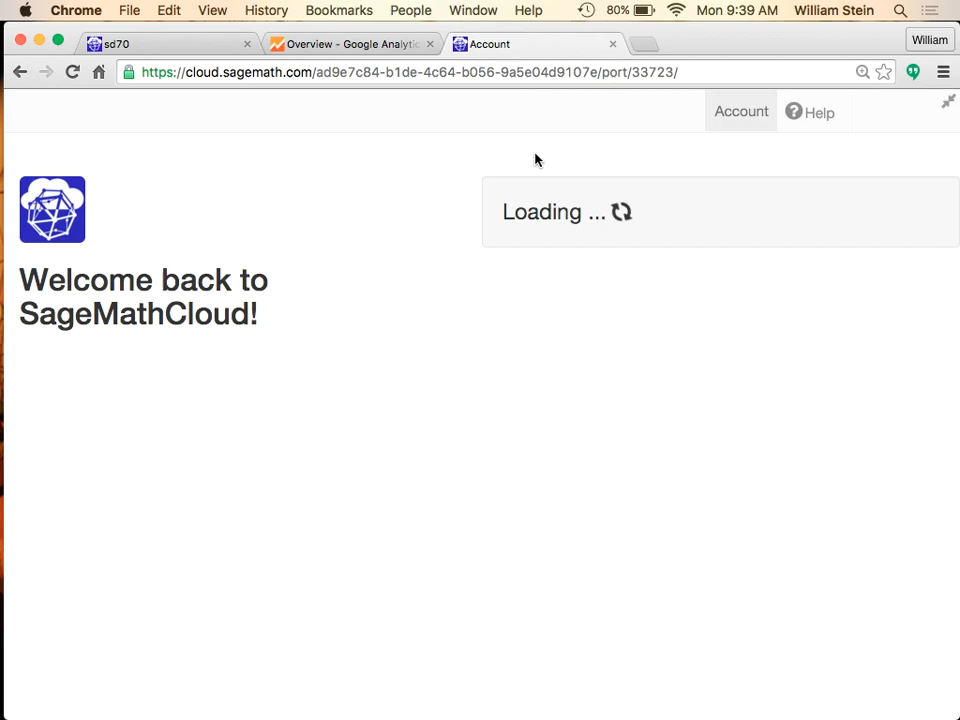 Chrome File Edit View History Bookmarks People Window Help 80% Mon 9:39 AM William Stein
sd70 Overview - Google Analytic Account William
https://cloud.sagemath.com/ad9e7c84-b1de-4c64-b056-9a5e04d9107e/port/33723/
Account Help
Loading ...
Welcome back to
SageMathCloud!